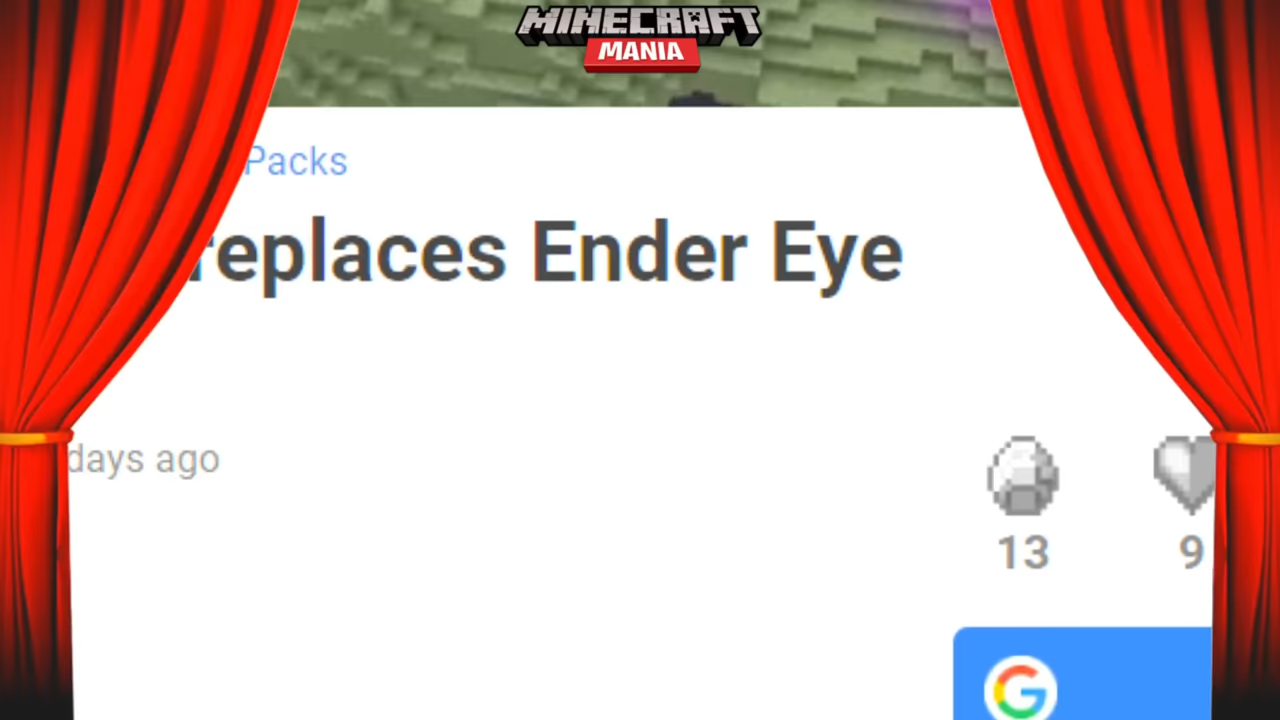 MINECRAFT
MANIA
Packs
replaces Ender Eye
days ago
13 9
G